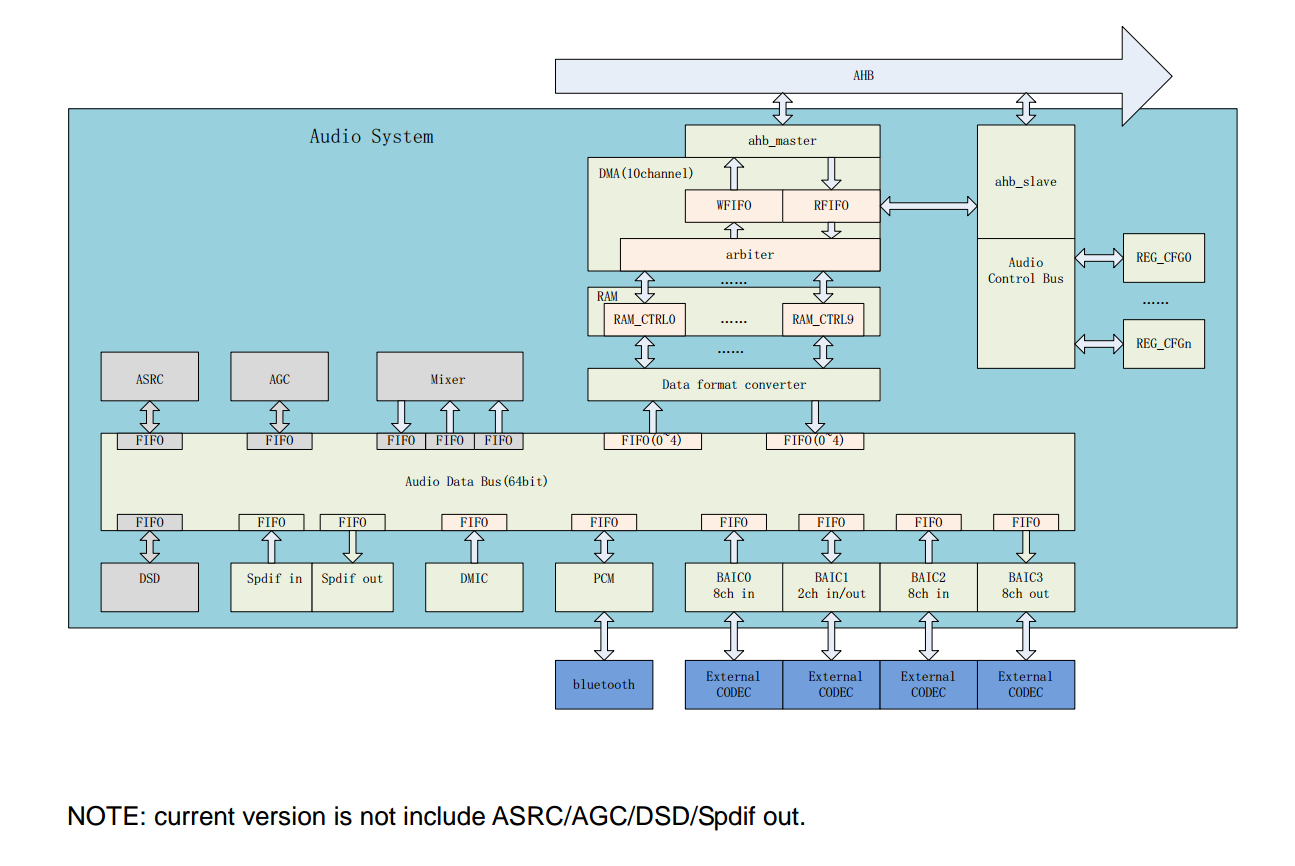 AHB
Audio System
ahb_master
DMA(10channel)
ahb_slave
WFIFO
RFIFO
arbiter
Audio
Control Bus
REG_CFG0
......
......
RAM
RAM_CTRL0
......
RAM_CTRL9
REG_CFGn
......
ASRC
AGC
Mixer
Data format converter
FIFO
FIFO
FIFO
FIFO
FIFO
FIFO(0~4)
FIFO(0~4)
Audio Data Bus(64bit)
FIFO
FIFO
FIFO
FIFO
FIFO
FIFO
FIFO
FIFO
FIFO
DSD
Spdif in
Spdif out
DMIC
PCM
BAIC0
8ch in
BAIC1
2ch in/out
BAIC2
8ch in
BAIC3
8ch out
bluetooth
External
CODEC
External
CODEC
External
CODEC
External
CODEC
NOTE: current version is not include ASRC/AGC/DSD/Spdif out.